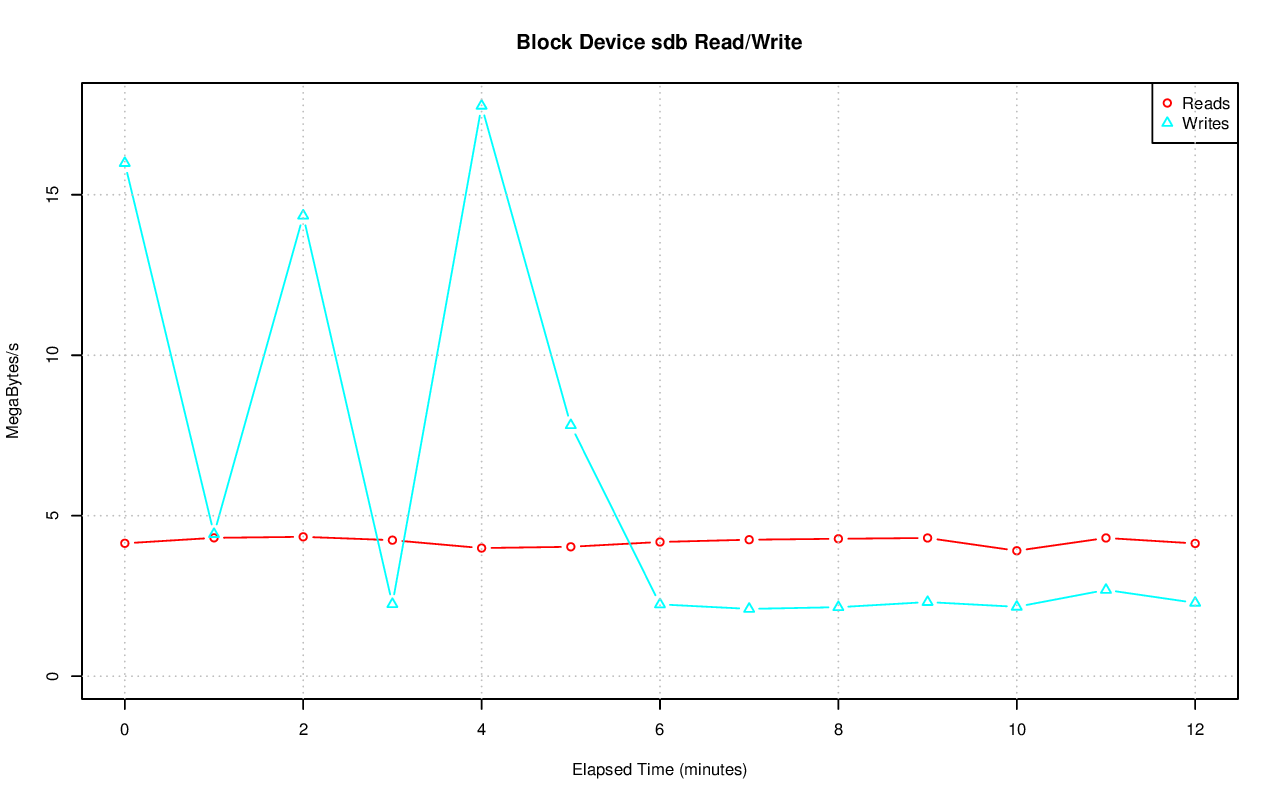 Block Device sdb Read/Write
Reads
Writes
MegaBytes/s
15
10
5
0
0 2 4 6 8 10 12
Elapsed Time (minutes)